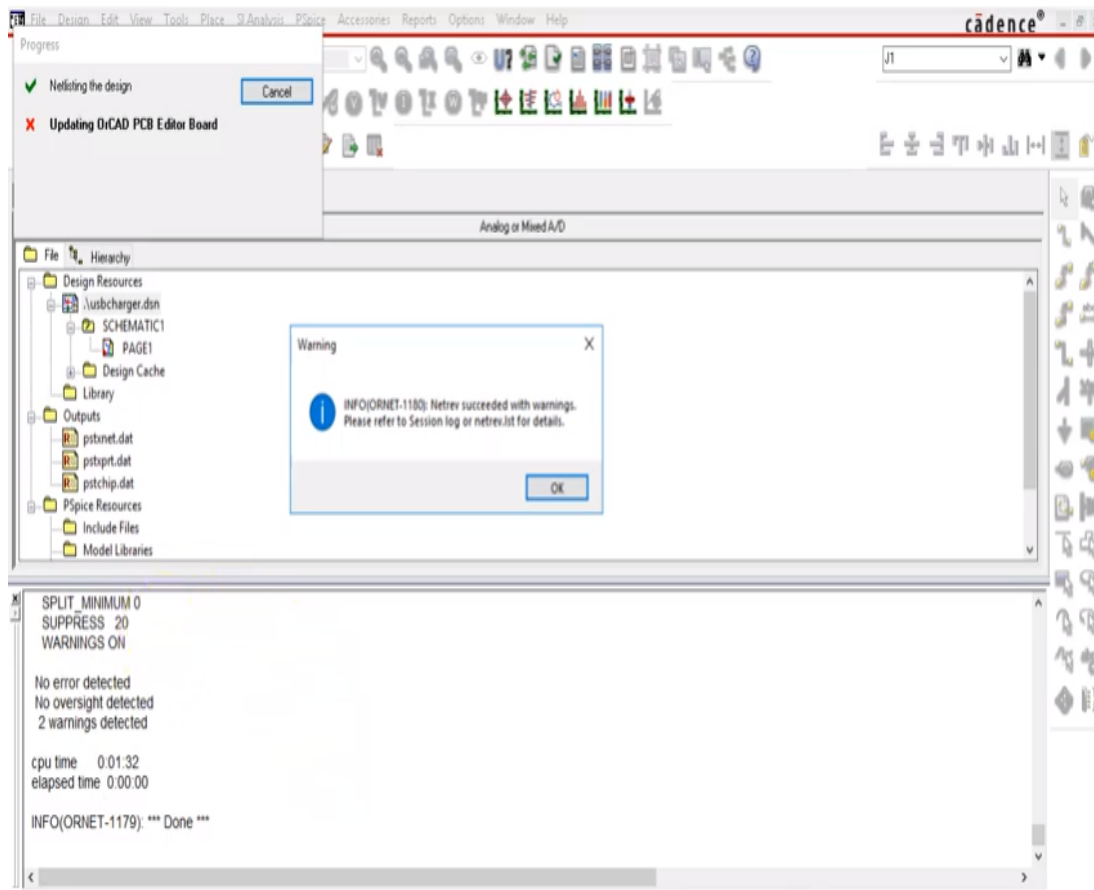 File Design Edit View Tools Place SI Analysis PSpice Accessories Reports Options Window Help
cādence®
Progress
Netlisting the design
Cancel
Updating OrCAD PCB Editor Board
U?
J1
Analog or Mixed A/D
File
Hierarchy
Design Resources
.\usbcharger.dsn
SCHEMATIC1
PAGE1
Design Cache
Library
Outputs
pstxnet.dat
pstxprt.dat
pstchip.dat
PSpice Resources
Include Files
Model Libraries
Warning
INFO(ORNET-1180): Netrev succeeded with warnings.
Please refer to Session log or netrev.lst for details.
OK
SPLIT_MINIMUM 0
SUPPRESS 20
WARNINGS ON
No error detected
No oversight detected
2 warnings detected
cpu time 0:01:32
elapsed time 0:00:00
INFO(ORNET-1179): *** Done ***